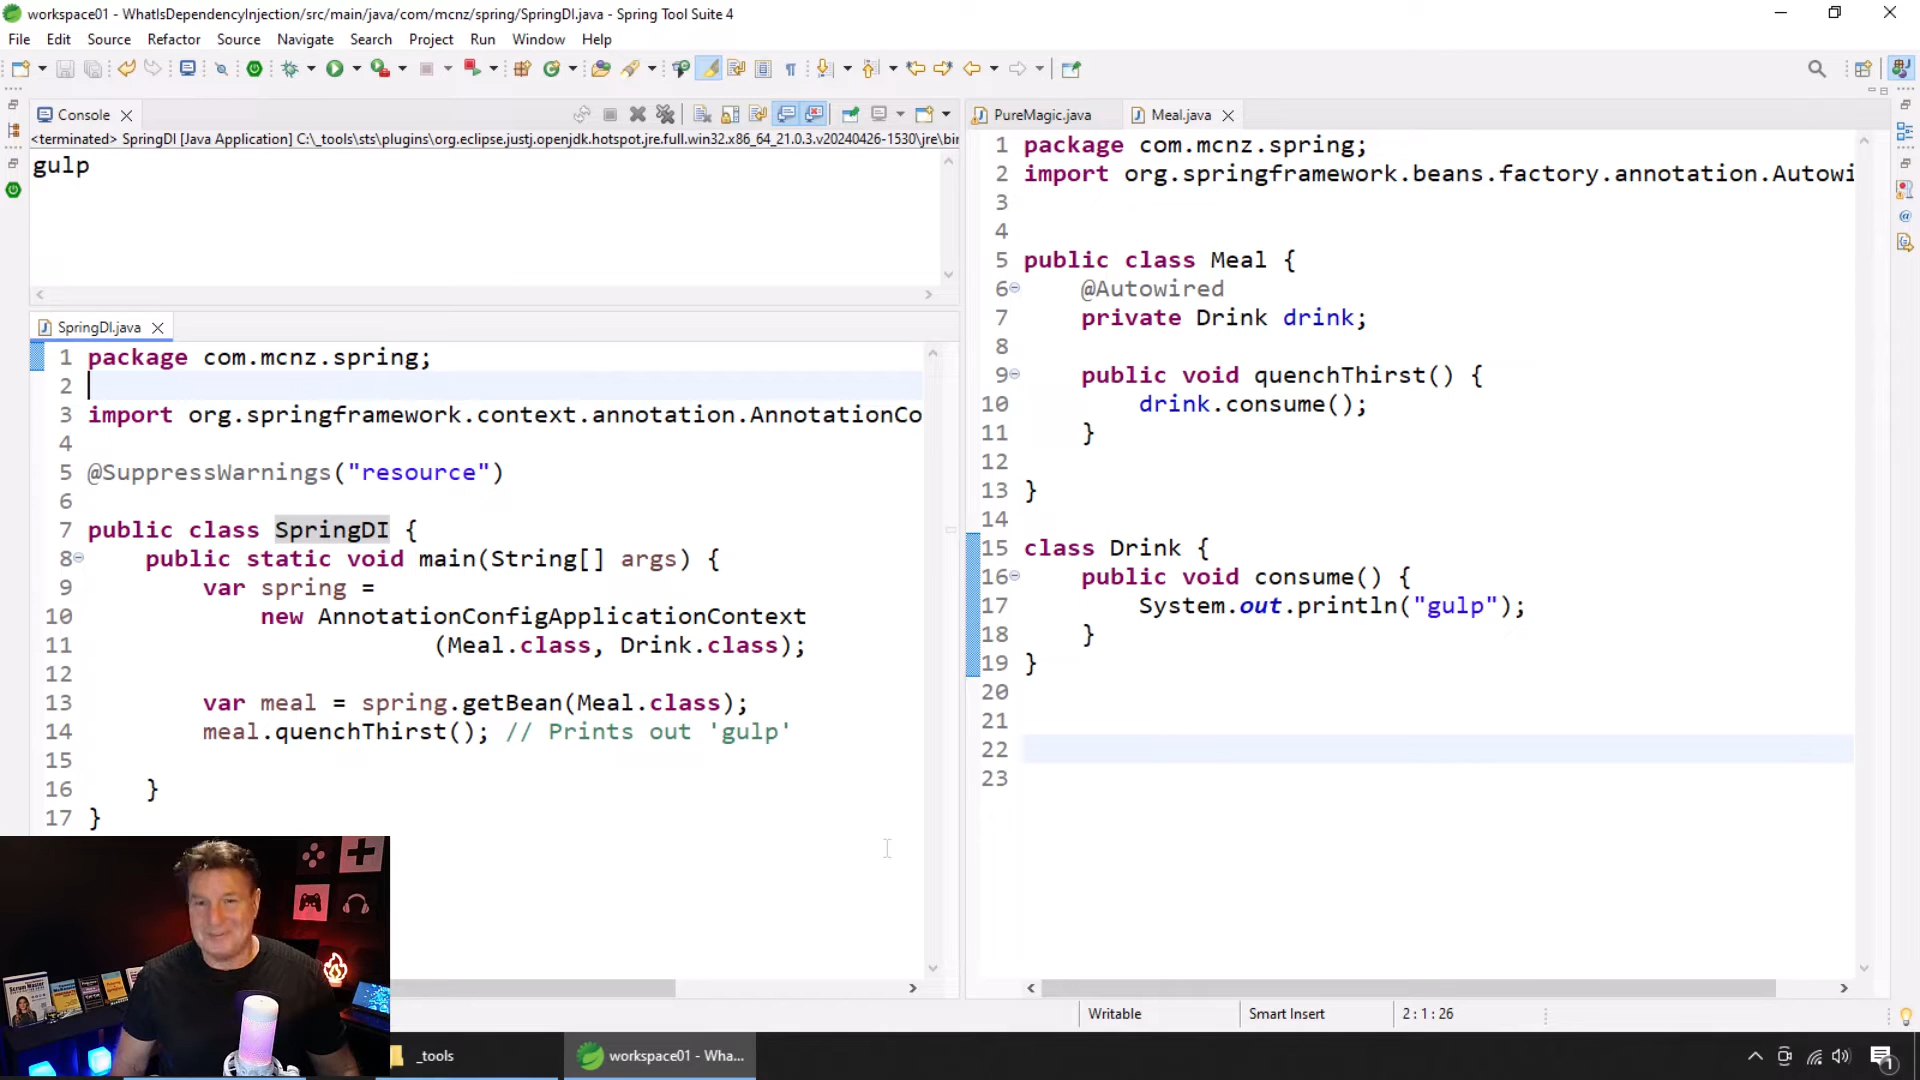 workspace01 - WhatIsDependencyInjection/src/main/java/com/mcnz/spring/SpringDI.java - Spring Tool Suite 4
File Edit Source Refactor Source Navigate Search Project Run Window Help
Console
<terminated> SpringDI [Java Application] C:\_tools\sts\plugins\org.eclipse.justj.openjdk.hotspot.jre.full.win32.x86_64_21.0.3.v20240426-1530\jre\bin
gulp
SpringDI.java
1 package com.mcnz.spring;
2
3 import org.springframework.context.annotation.AnnotationCo
4
5 @SuppressWarnings("resource")
6
7 public class SpringDI {
8 public static void main(String[] args) {
9 var spring =
10 new AnnotationConfigApplicationContext
11 (Meal.class, Drink.class);
12
13 var meal = spring.getBean(Meal.class);
14 meal.quenchThirst(); // Prints out 'gulp'
15
16 }
17 }
PureMagic.java Meal.java
1 package com.mcnz.spring;
2 import org.springframework.beans.factory.annotation.Autowi
3
4
5 public class Meal {
6 @Autowired
7 private Drink drink;
8
9 public void quenchThirst() {
10 drink.consume();
11 }
12
13 }
14
15 class Drink {
16 public void consume() {
17 System.out.println("gulp");
18 }
19 }
20
21
22
23
Writable Smart Insert 2 : 1 : 26
_tools workspace01 - Wha...
1